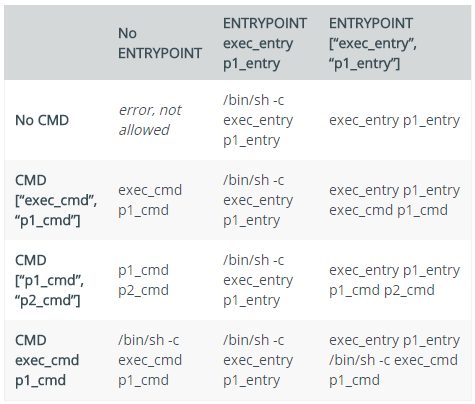 No ENTRYPOINT
ENTRYPOINT exec_entry p1_entry
ENTRYPOINT [“exec_entry”, “p1_entry”]
No CMD
error, not allowed
/bin/sh -c exec_entry p1_entry
exec_entry p1_entry
CMD [“exec_cmd”, “p1_cmd”]
exec_cmd p1_cmd
/bin/sh -c exec_entry p1_entry
exec_entry p1_entry exec_cmd p1_cmd
CMD [“p1_cmd”, “p2_cmd”]
p1_cmd p2_cmd
/bin/sh -c exec_entry p1_entry
exec_entry p1_entry p1_cmd p2_cmd
CMD exec_cmd p1_cmd
/bin/sh -c exec_cmd p1_cmd
/bin/sh -c exec_entry p1_entry
exec_entry p1_entry /bin/sh -c exec_cmd p1_cmd